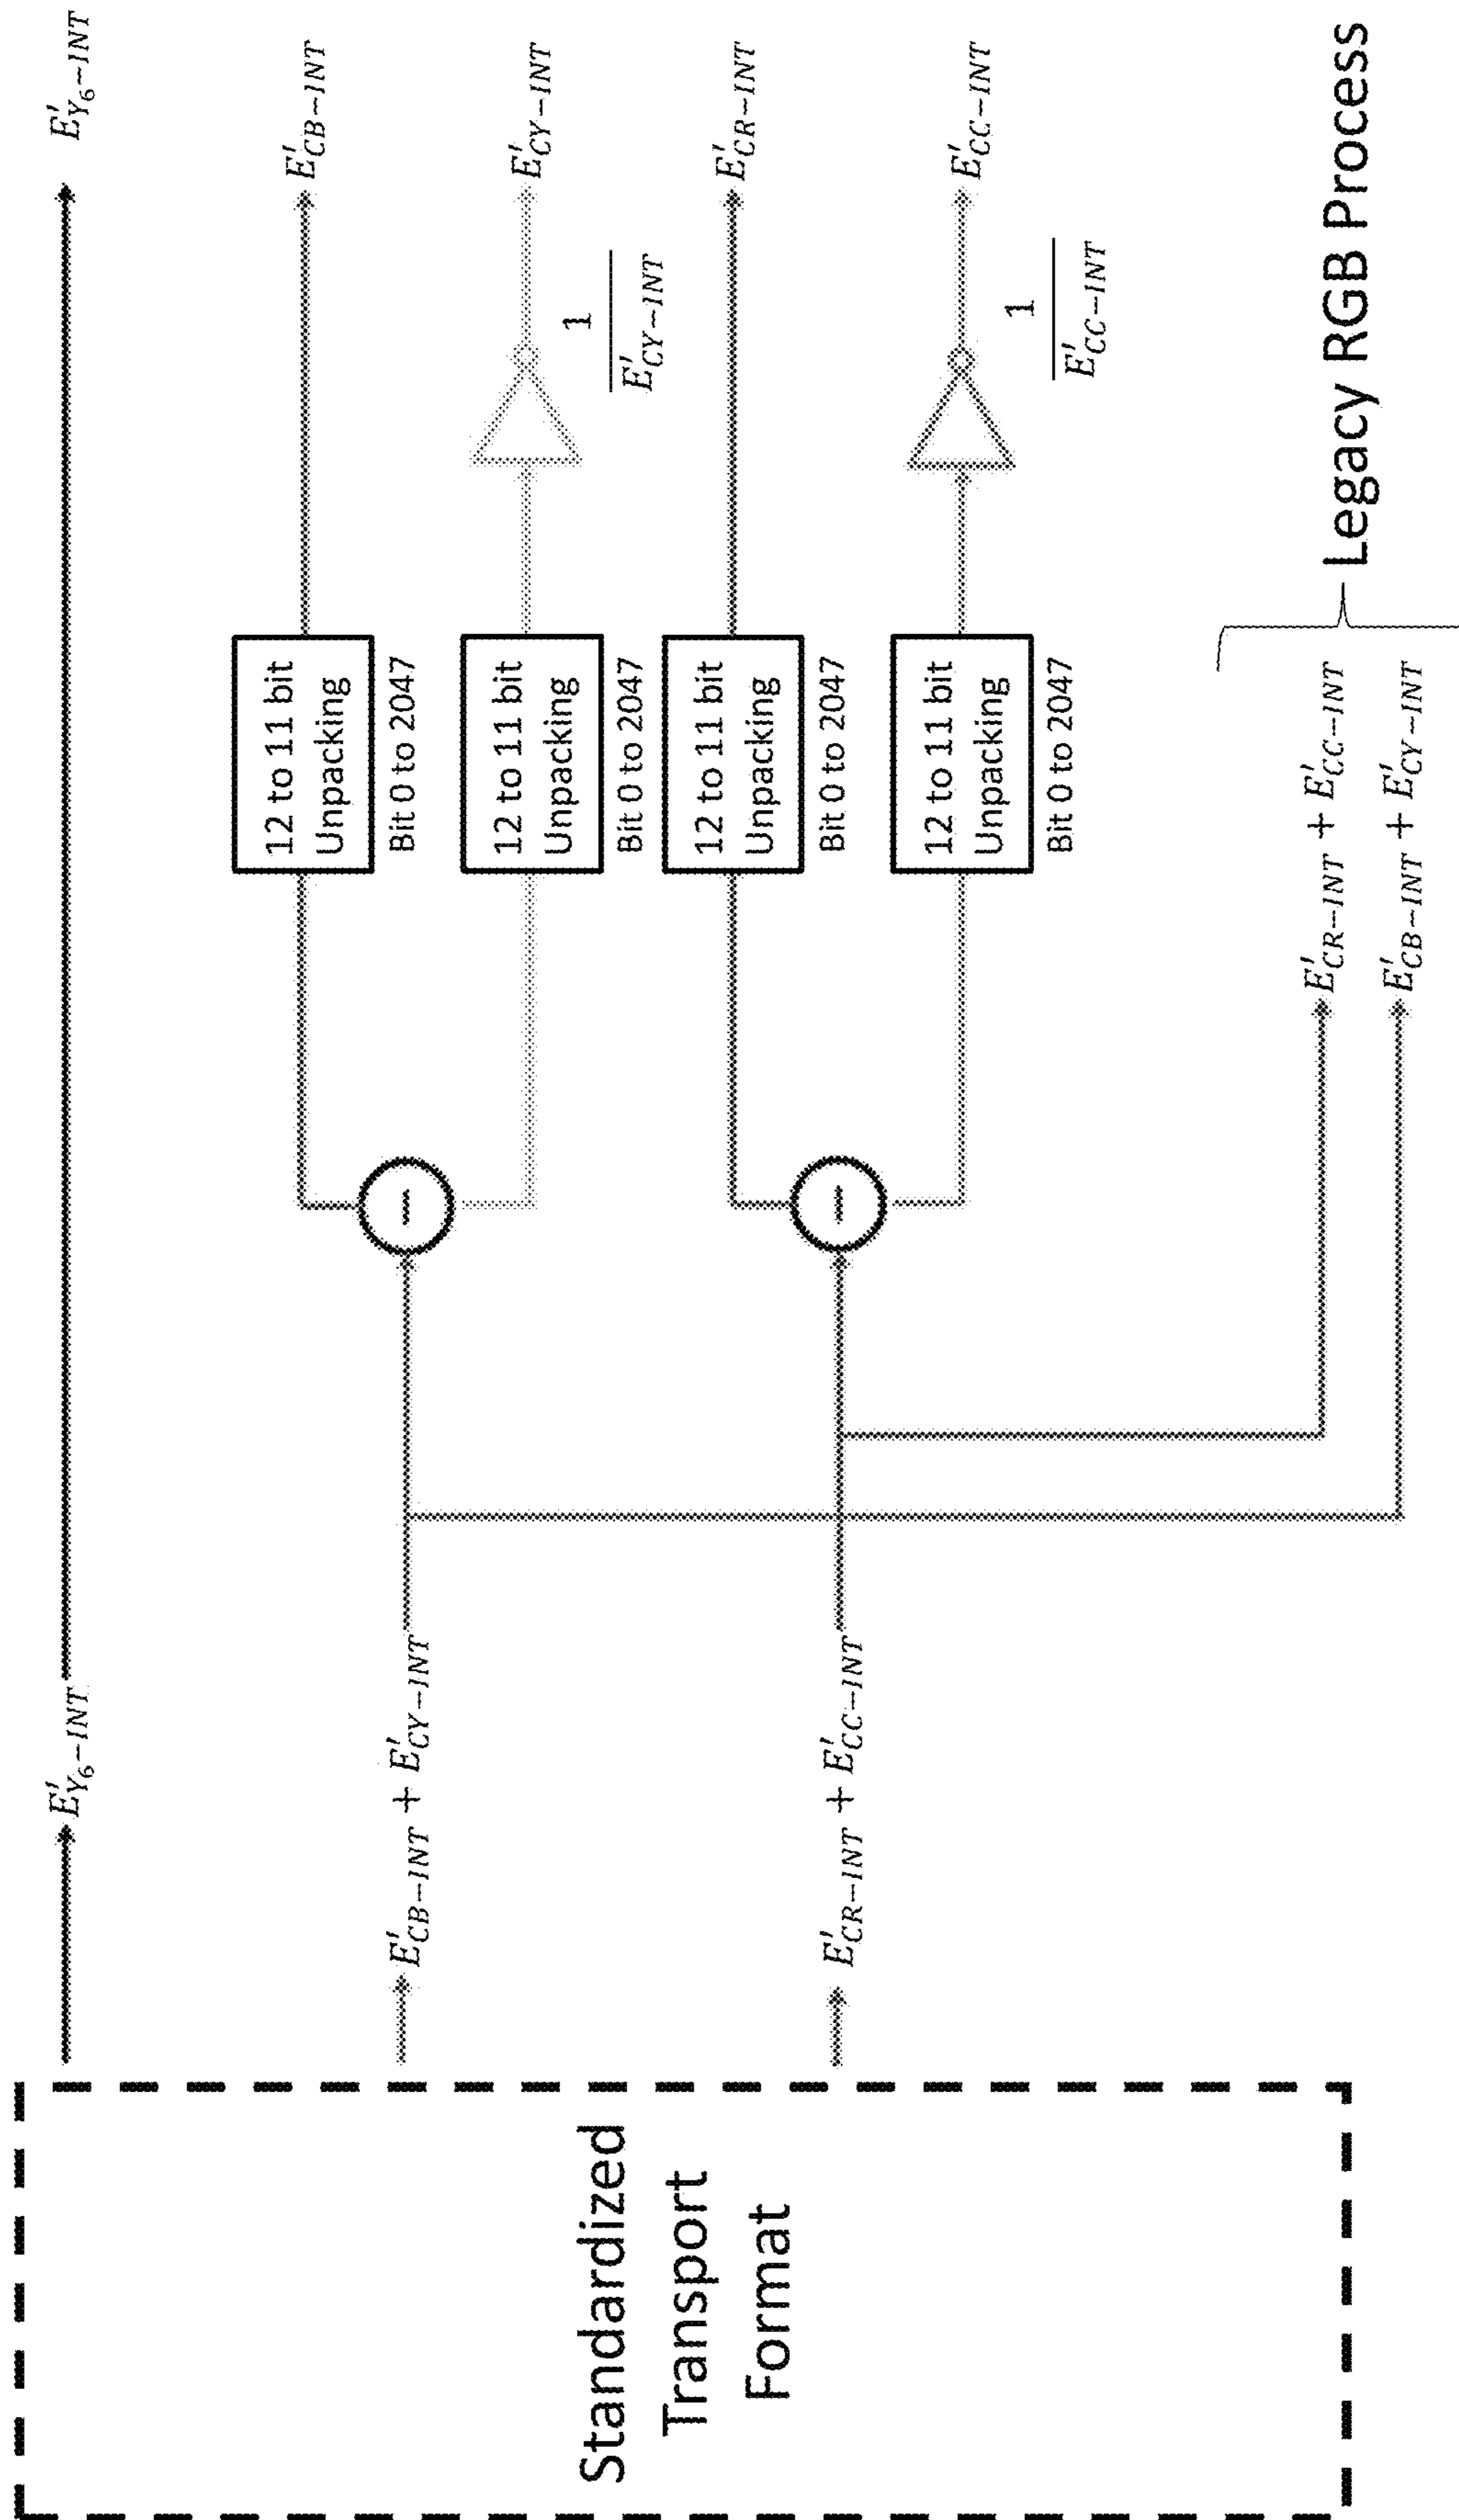 Standardized
Transport
Format
E'Y₆−INT
E'CB−INT + E'CY−INT
E'CR−INT + E'CC−INT
12 to 11 bit
Unpacking
Bit 0 to 2047
12 to 11 bit
Unpacking
Bit 0 to 2047
12 to 11 bit
Unpacking
Bit 0 to 2047
12 to 11 bit
Unpacking
Bit 0 to 2047
1
E'CY−INT
1
E'CC−INT
E'Y₆−INT
E'CB−INT
E'CY−INT
E'CR−INT
E'CC−INT
E'CR−INT + E'CC−INT
E'CB−INT + E'CY−INT
Legacy RGB Process